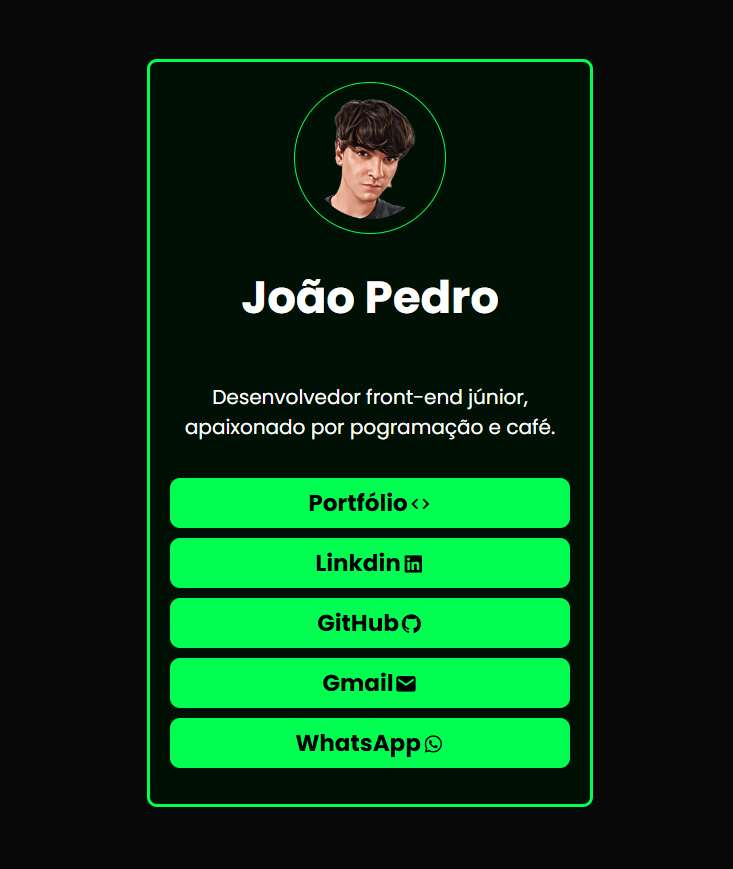 João Pedro
Desenvolvedor front-end júnior,
apaixonado por pogramação e café.
Portfólio
Linkdin
GitHub
Gmail
WhatsApp